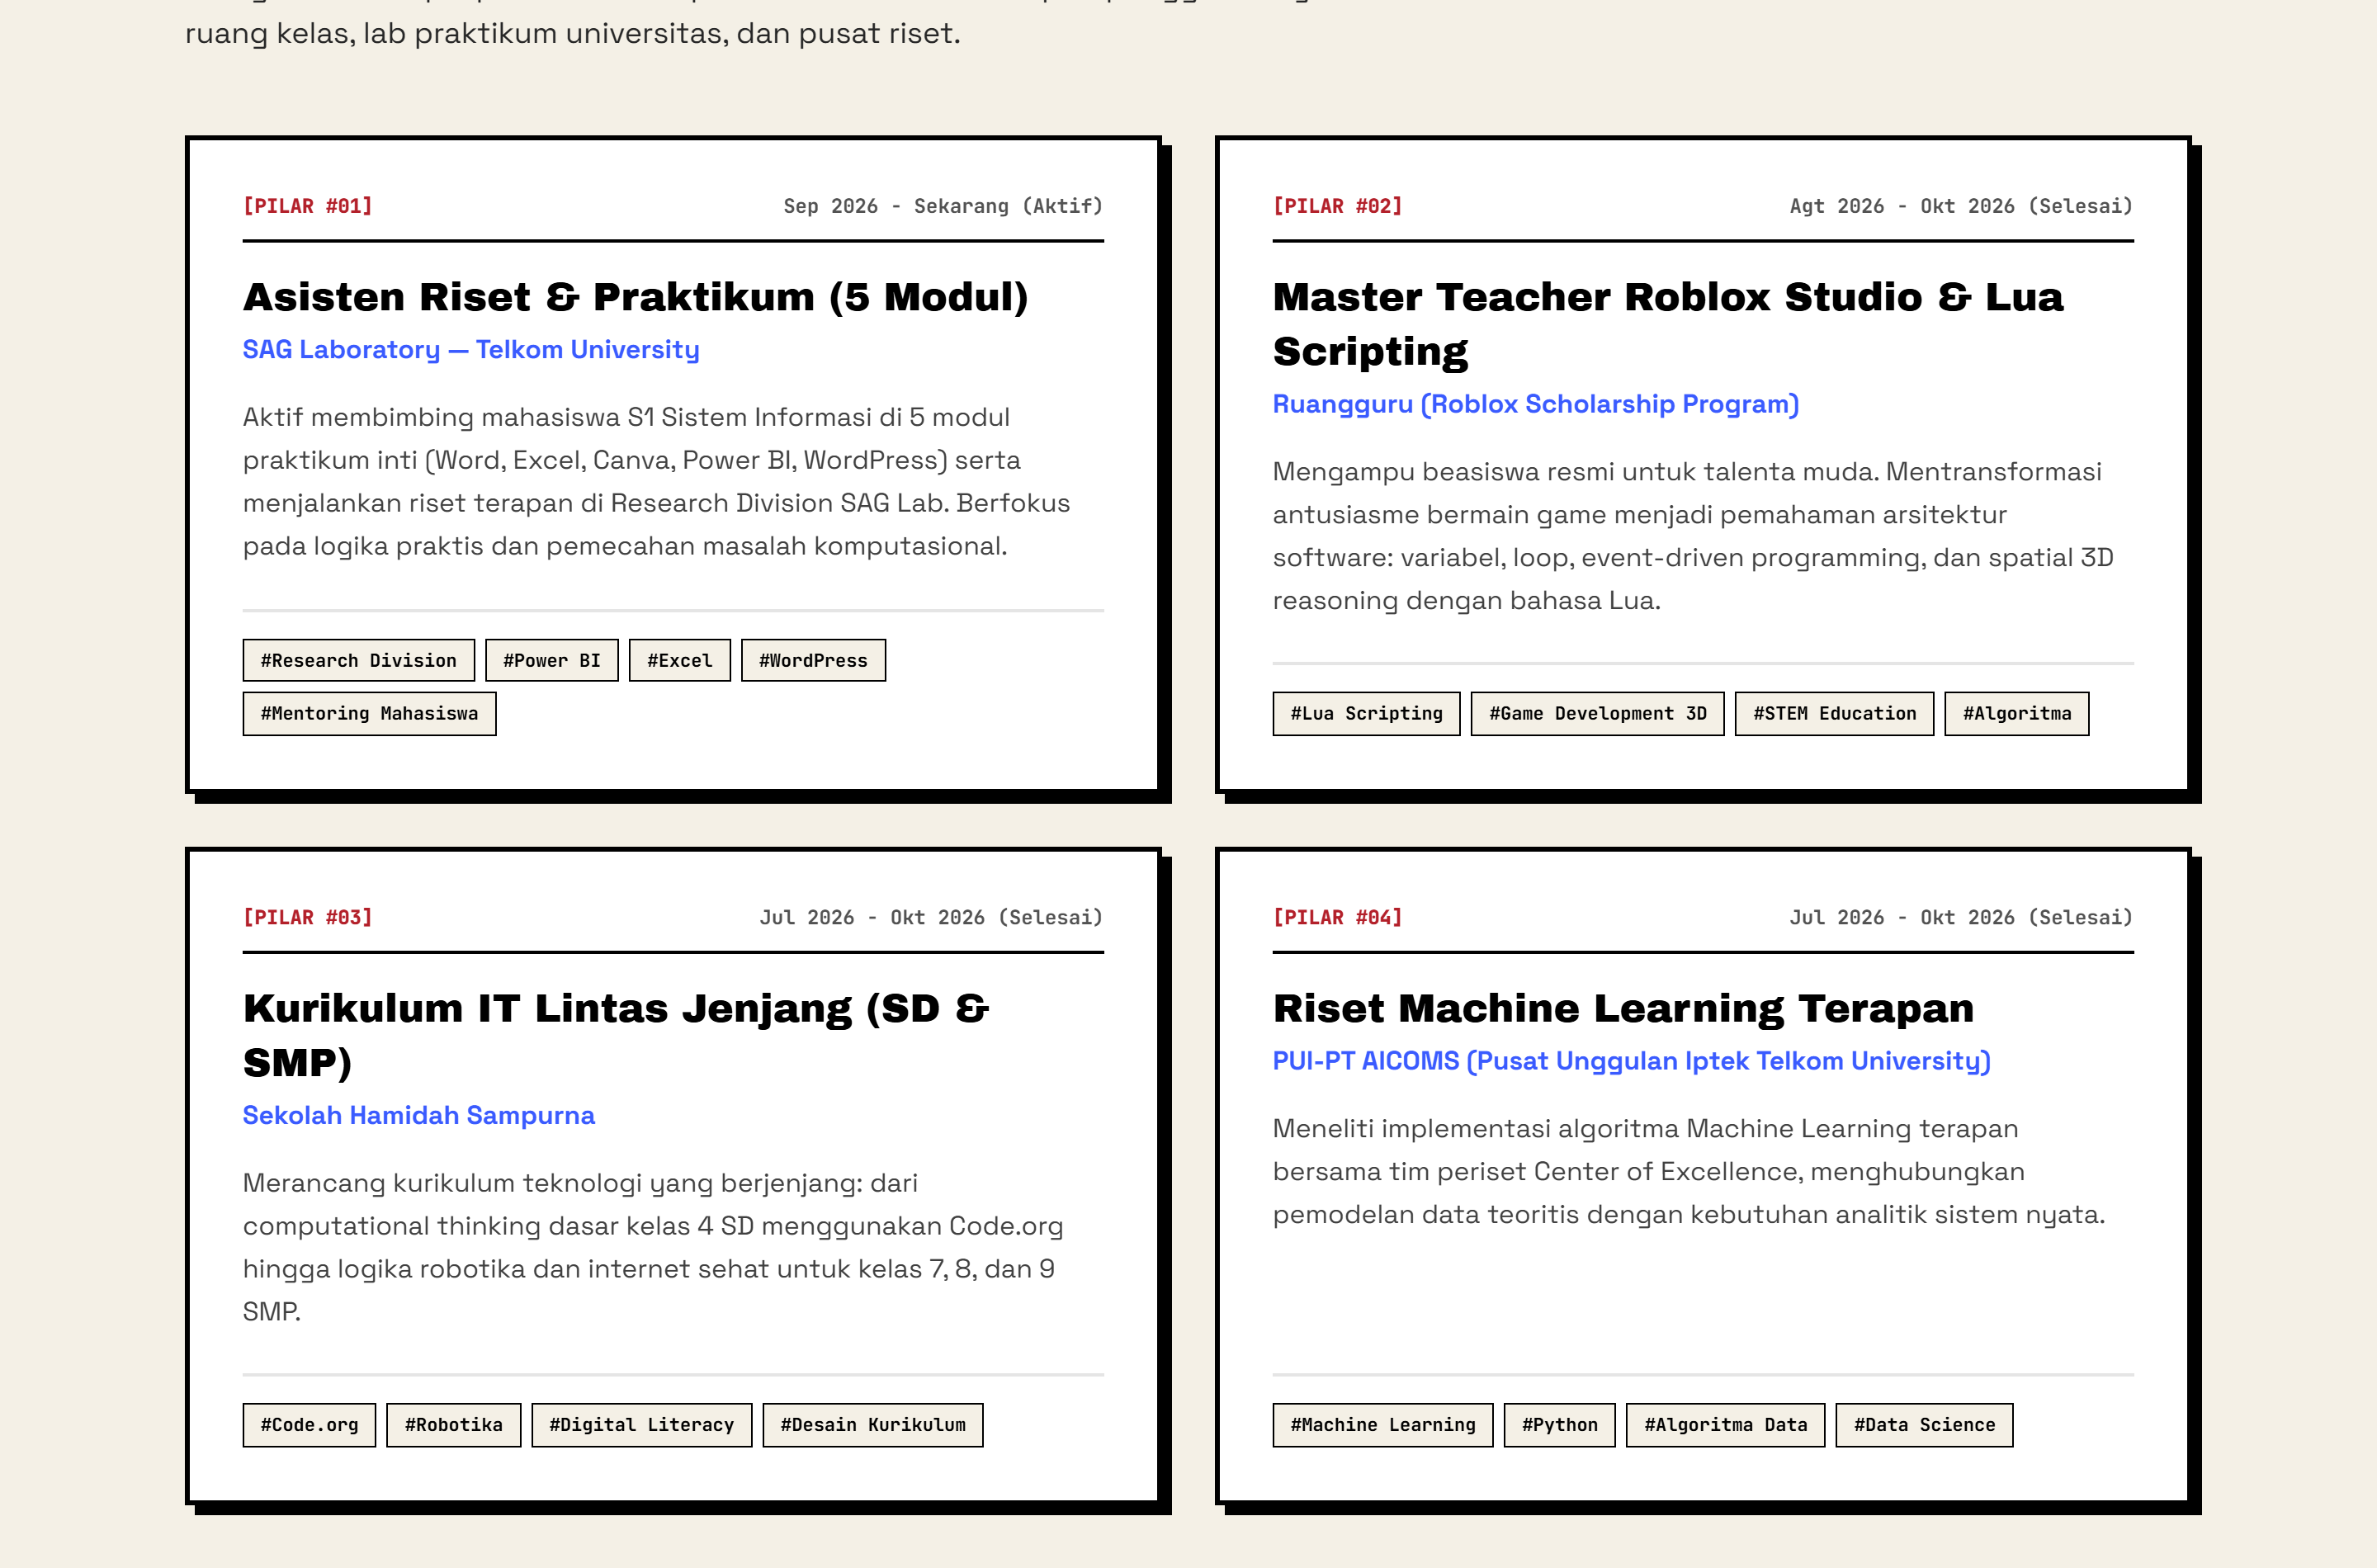 ruang kelas, lab praktikum universitas, dan pusat riset.
[PILAR #01]
Sep 2026 - Sekarang (Aktif)
Asisten Riset & Praktikum (5 Modul)
SAG Laboratory — Telkom University
Aktif membimbing mahasiswa S1 Sistem Informasi di 5 modul
praktikum inti (Word, Excel, Canva, Power BI, WordPress) serta
menjalankan riset terapan di Research Division SAG Lab. Berfokus
pada logika praktis dan pemecahan masalah komputasional.
#Research Division
#Power BI
#Excel
#WordPress
#Mentoring Mahasiswa
[PILAR #02]
Agt 2026 - Okt 2026 (Selesai)
Master Teacher Roblox Studio & Lua
Scripting
Ruangguru (Roblox Scholarship Program)
Mengampu beasiswa resmi untuk talenta muda. Mentransformasi
antusiasme bermain game menjadi pemahaman arsitektur
software: variabel, loop, event-driven programming, dan spatial 3D
reasoning dengan bahasa Lua.
#Lua Scripting
#Game Development 3D
#STEM Education
#Algoritma
[PILAR #03]
Jul 2026 - Okt 2026 (Selesai)
Kurikulum IT Lintas Jenjang (SD &
SMP)
Sekolah Hamidah Sampurna
Merancang kurikulum teknologi yang berjenjang: dari
computational thinking dasar kelas 4 SD menggunakan Code.org
hingga logika robotika dan internet sehat untuk kelas 7, 8, dan 9
SMP.
#Code.org
#Robotika
#Digital Literacy
#Desain Kurikulum
[PILAR #04]
Jul 2026 - Okt 2026 (Selesai)
Riset Machine Learning Terapan
PUI-PT AICOMS (Pusat Unggulan Iptek Telkom University)
Meneliti implementasi algoritma Machine Learning terapan
bersama tim periset Center of Excellence, menghubungkan
pemodelan data teoritis dengan kebutuhan analitik sistem nyata.
#Machine Learning
#Python
#Algoritma Data
#Data Science